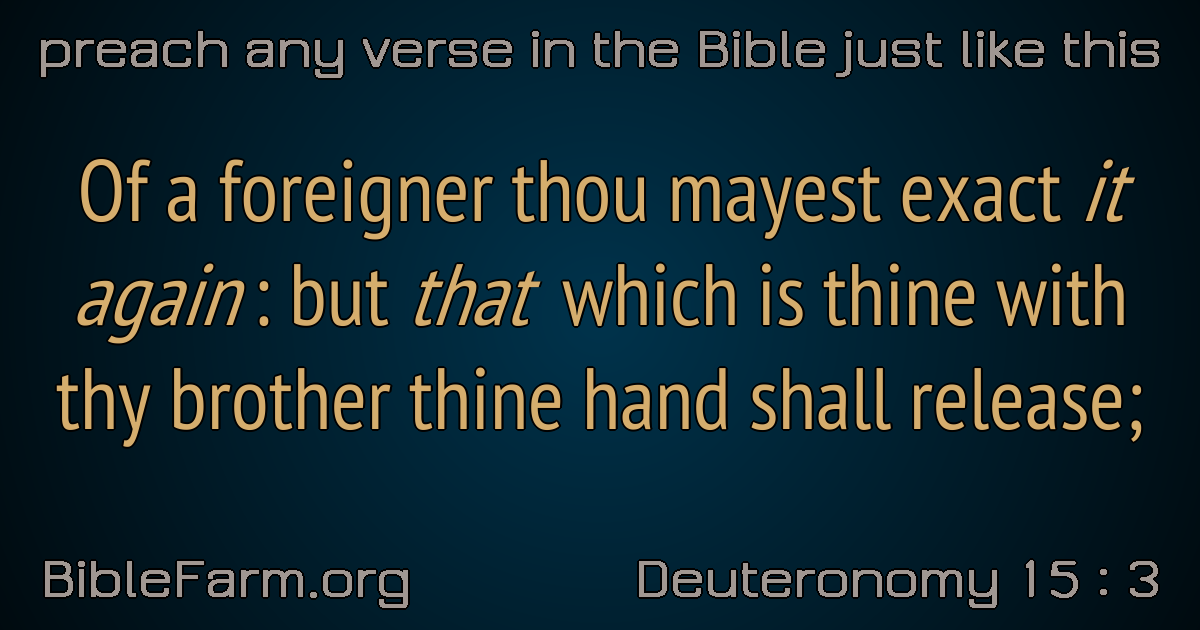 preach any verse in the Bible just like this
Of a foreigner thou mayest exact it
again: but that which is thine with
thy brother thine hand shall release;
BibleFarm.org
Deuteronomy 15 : 3